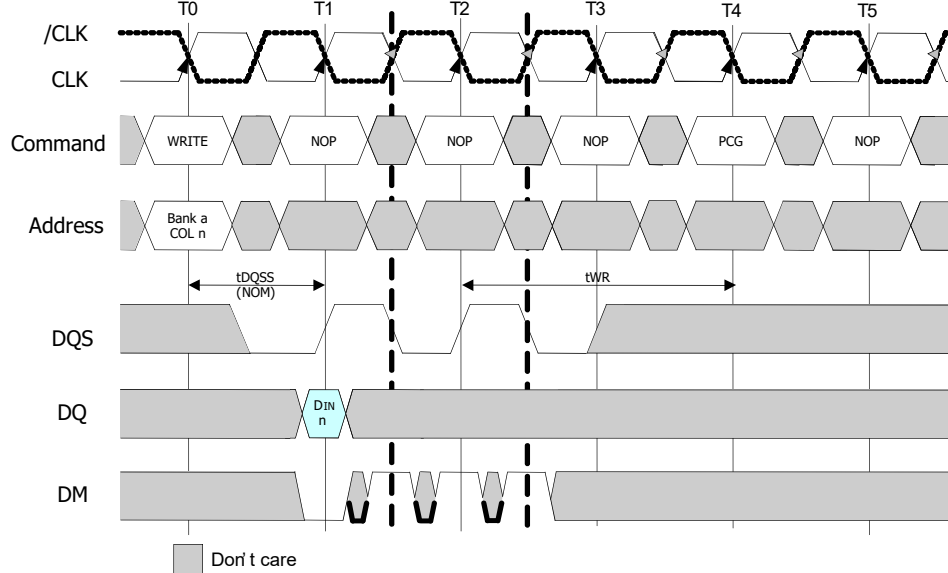 T0 T1 T2 T3 T4 T5
/CLK
CLK
Command WRITE NOP NOP NOP PCG NOP
Address Bank a
COL n
tDQSS tWR
(NOM)
DQS
DQ DIN
n
DM
Don't care